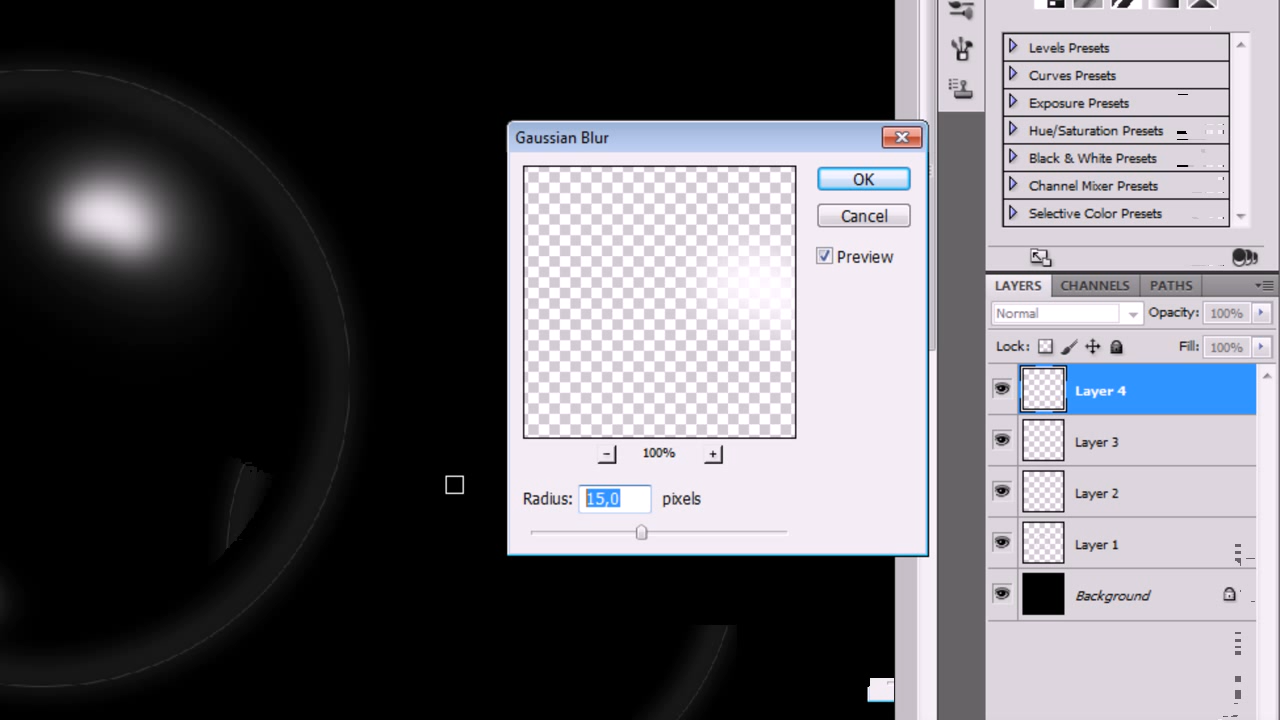 Levels Presets
Curves Presets
Exposure Presets
Hue/Saturation Presets
Black & White Presets
Channel Mixer Presets
Selective Color Presets
Gaussian Blur
OK
Cancel
Preview
100%
Radius: 15,0 pixels
LAYERS CHANNELS PATHS
Normal Opacity: 100%
Lock: Fill: 100%
Layer 4
Layer 3
Layer 2
Layer 1
Background